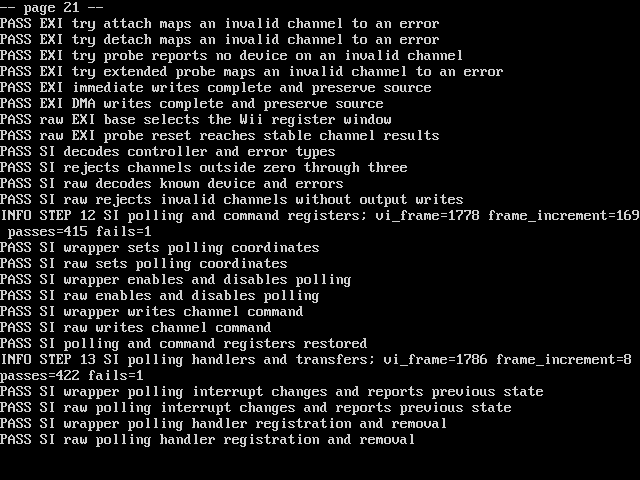 -- page 21 --
PASS EXI try attach maps an invalid channel to an error
PASS EXI try detach maps an invalid channel to an error
PASS EXI try probe reports no device on an invalid channel
PASS EXI try extended probe maps an invalid channel to an error
PASS EXI immediate writes complete and preserve source
PASS EXI DMA writes complete and preserve source
PASS raw EXI base selects the Wii register window
PASS raw EXI probe reset reaches stable channel results
PASS SI decodes controller and error types
PASS SI rejects channels outside zero through three
PASS SI raw decodes known device and errors
PASS SI raw rejects invalid channels without output writes
INFO STEP 12 SI polling and command registers; vi_frame=1778 frame_increment=169
 passes=415 fails=1
PASS SI wrapper sets polling coordinates
PASS SI raw sets polling coordinates
PASS SI wrapper enables and disables polling
PASS SI raw enables and disables polling
PASS SI wrapper writes channel command
PASS SI raw writes channel command
PASS SI polling and command registers restored
INFO STEP 13 SI polling handlers and transfers; vi_frame=1786 frame_increment=8
passes=422 fails=1
PASS SI wrapper polling interrupt changes and reports previous state
PASS SI raw polling interrupt changes and reports previous state
PASS SI wrapper polling handler registration and removal
PASS SI raw polling handler registration and removal